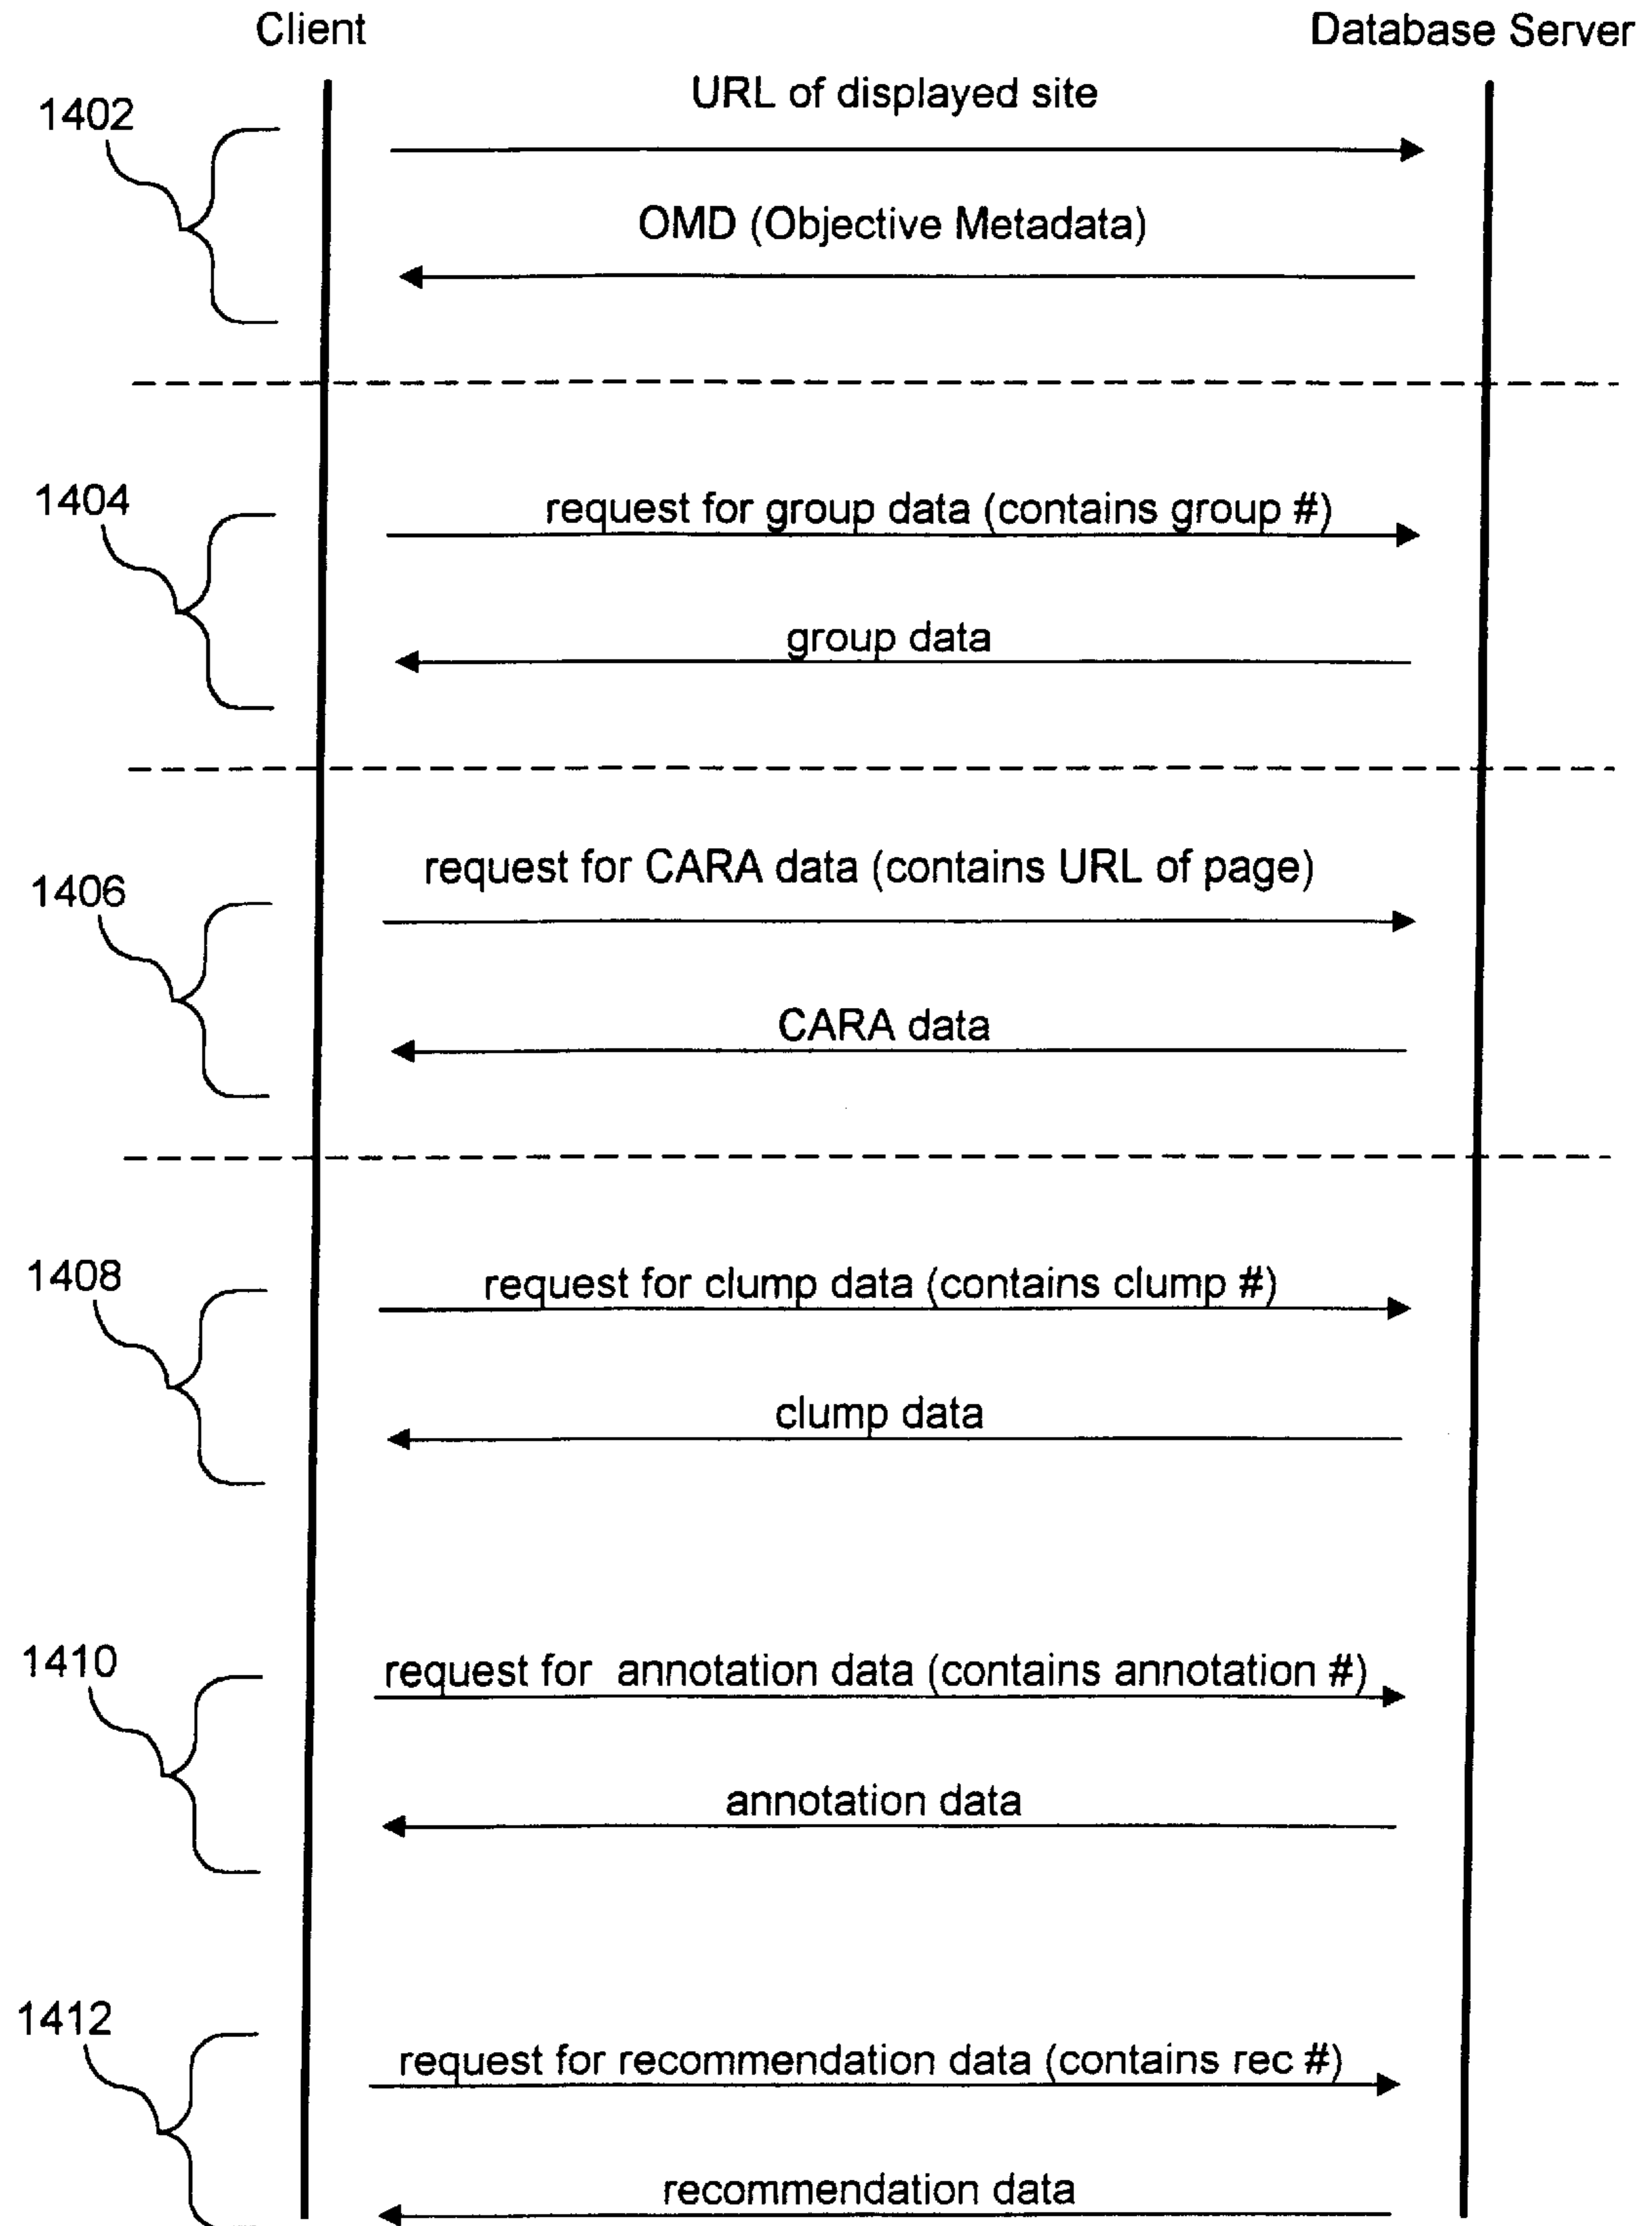 Client
Database Server
1402
URL of displayed site
OMD (Objective Metadata)
1404
request for group data (contains group #)
group data
1406
request for CARA data (contains URL of page)
CARA data
1408
request for clump data (contains clump #)
clump data
1410
request for annotation data (contains annotation #)
annotation data
1412
request for recommendation data (contains rec #)
recommendation data